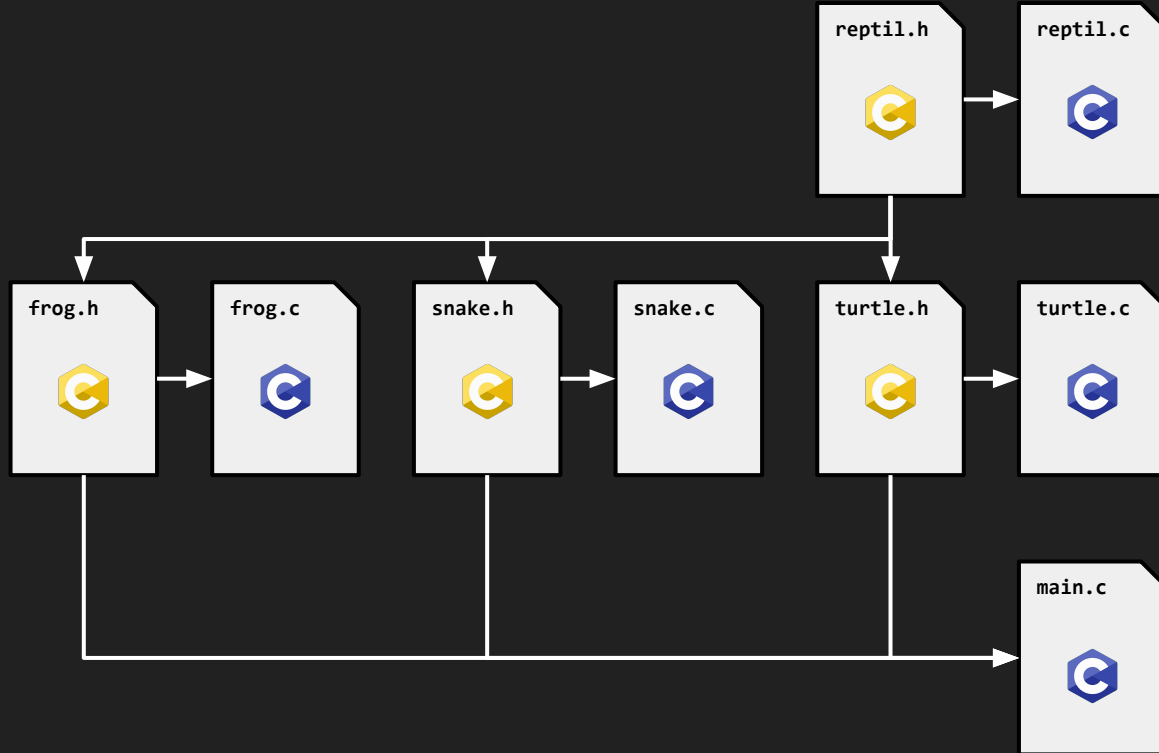 reptil.h
reptil.c
frog.h
frog.c
snake.h
snake.c
turtle.h
turtle.c
main.c